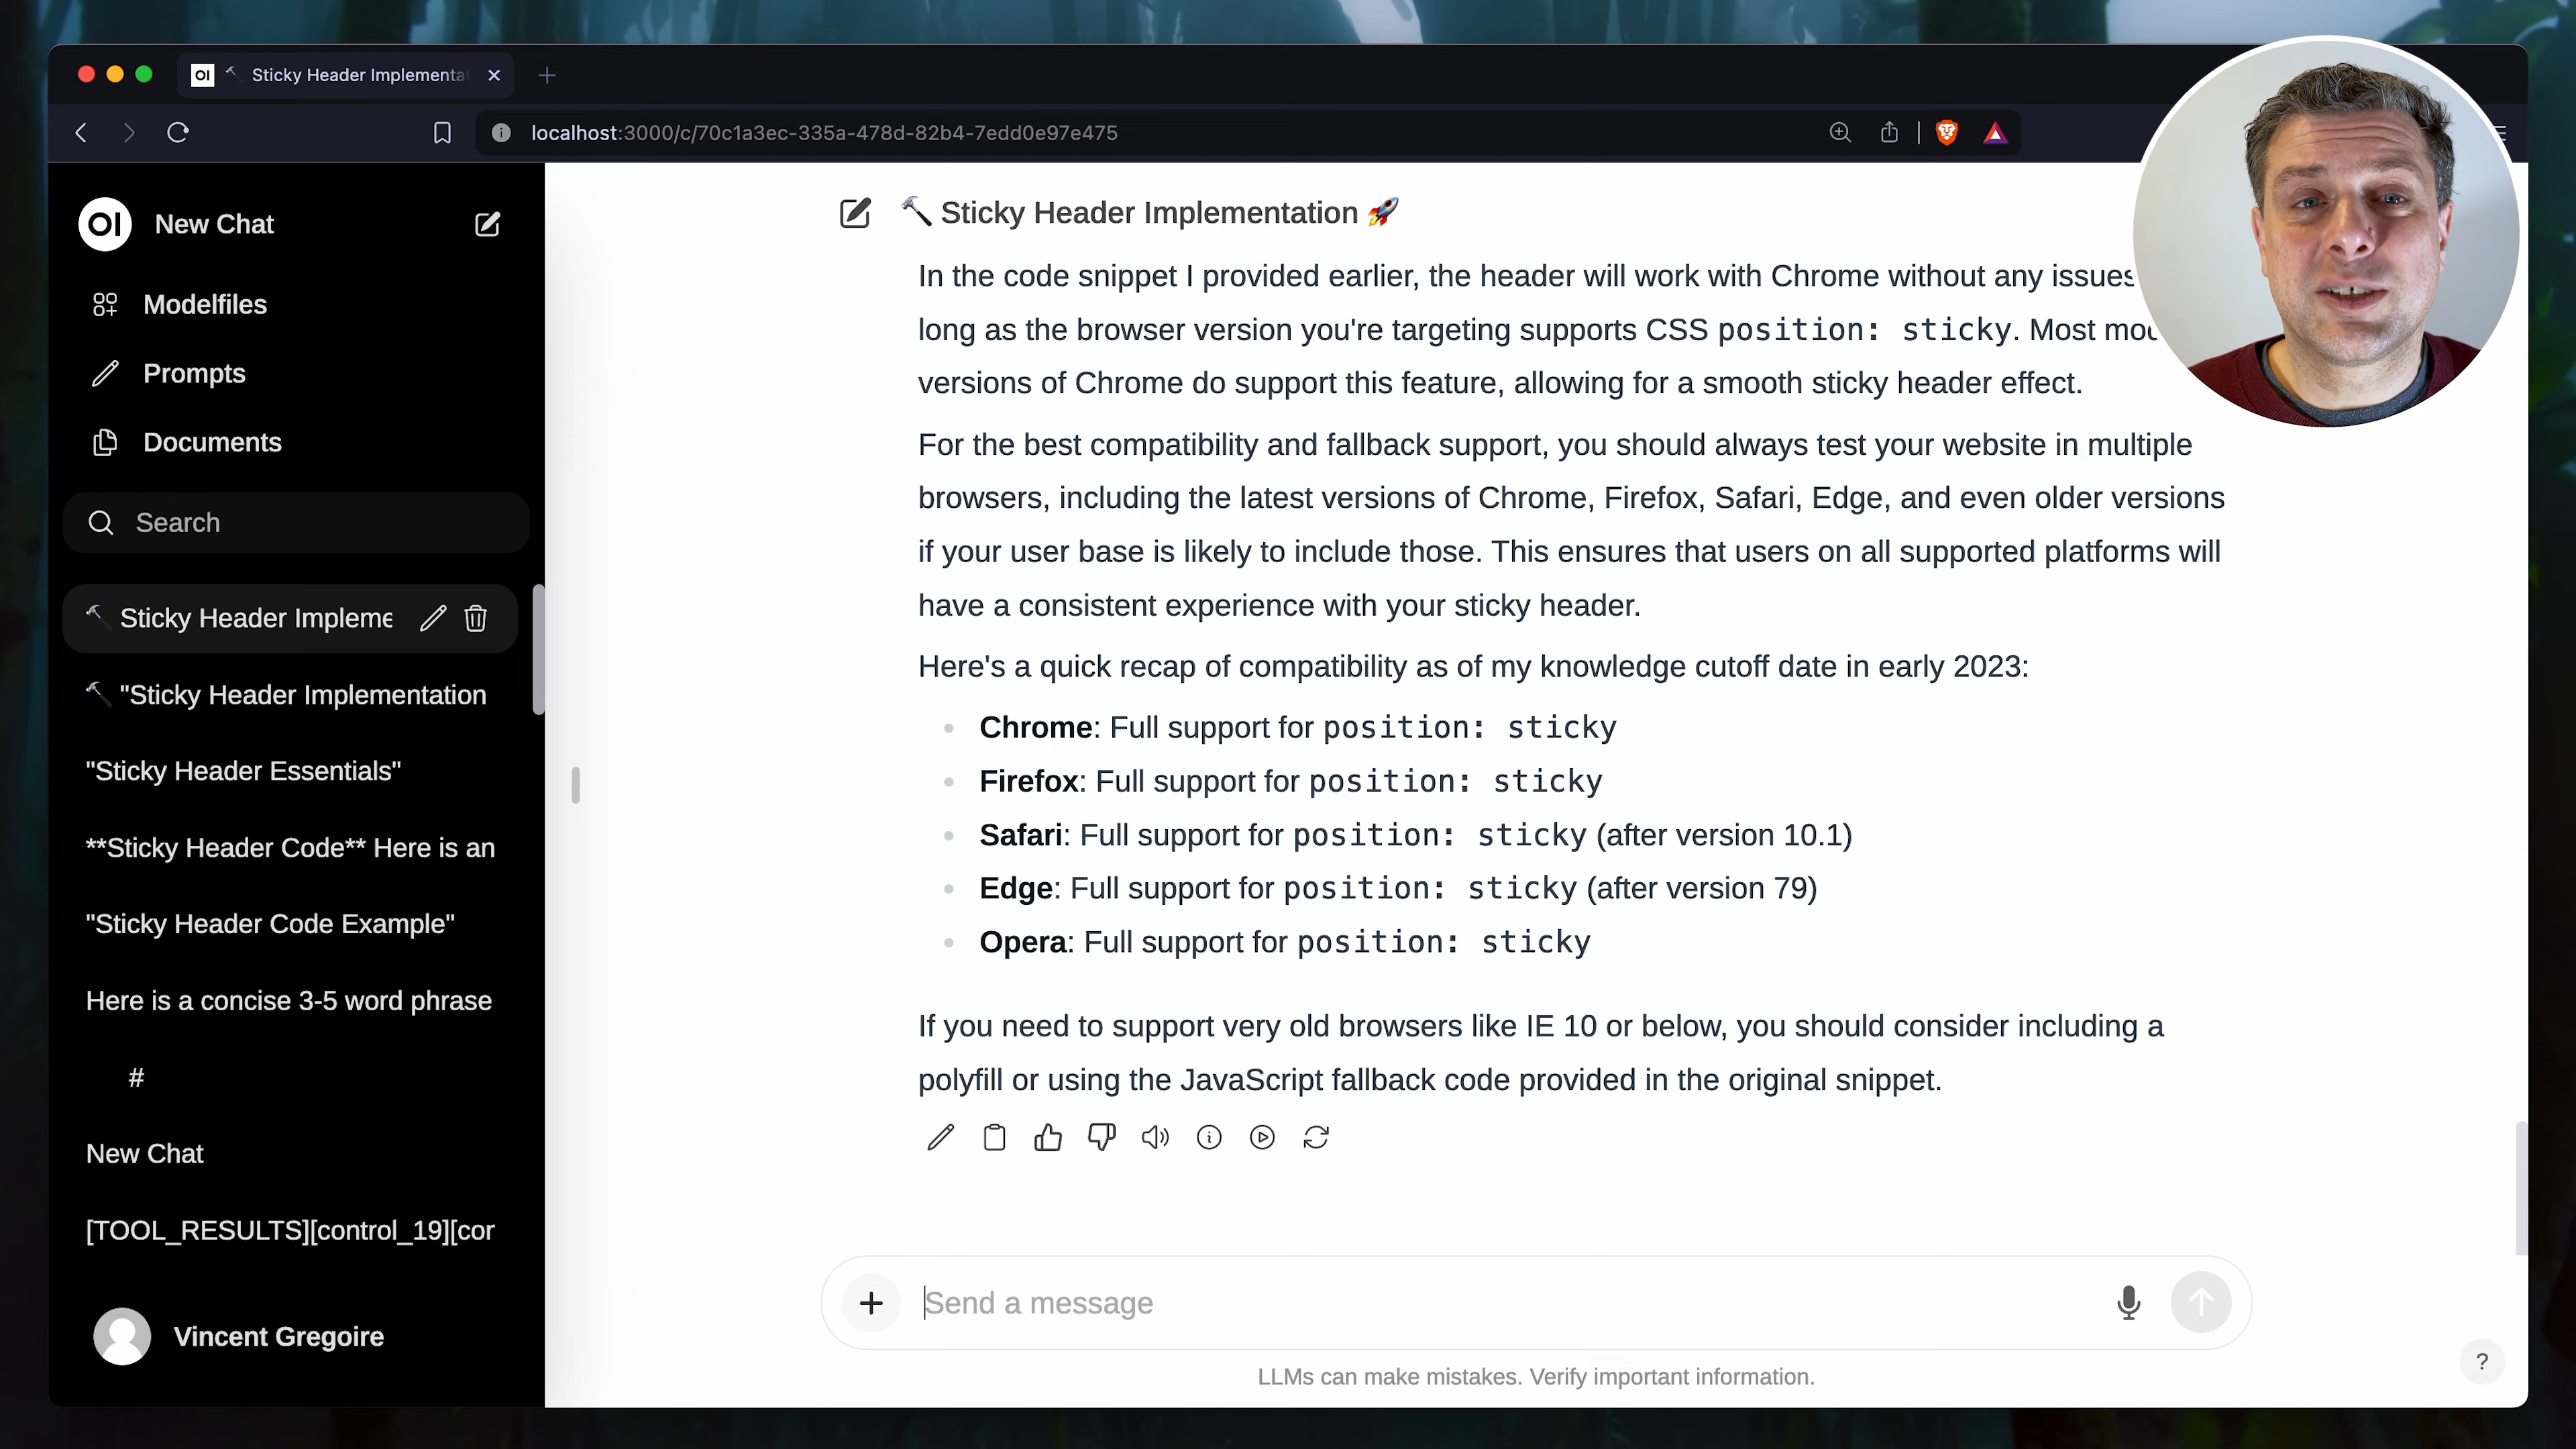 OI Sticky Header Implementat
localhost:3000/c/70c1a3ec-335a-478d-82b4-7edd0e97e475
OI New Chat
Modelfiles
Prompts
Documents
Search
Sticky Header Impleme
"Sticky Header Implementation
"Sticky Header Essentials"
**Sticky Header Code** Here is an
"Sticky Header Code Example"
Here is a concise 3-5 word phrase
#
New Chat
[TOOL_RESULTS][control_19][cor
Vincent Gregoire
🔨 Sticky Header Implementation 🚀
In the code snippet I provided earlier, the header will work with Chrome without any issues
long as the browser version you're targeting supports CSS position: sticky. Most mo
versions of Chrome do support this feature, allowing for a smooth sticky header effect.
For the best compatibility and fallback support, you should always test your website in multiple
browsers, including the latest versions of Chrome, Firefox, Safari, Edge, and even older versions
if your user base is likely to include those. This ensures that users on all supported platforms will
have a consistent experience with your sticky header.
Here's a quick recap of compatibility as of my knowledge cutoff date in early 2023:
• Chrome: Full support for position: sticky
• Firefox: Full support for position: sticky
• Safari: Full support for position: sticky (after version 10.1)
• Edge: Full support for position: sticky (after version 79)
• Opera: Full support for position: sticky
If you need to support very old browsers like IE 10 or below, you should consider including a
polyfill or using the JavaScript fallback code provided in the original snippet.
Send a message
LLMs can make mistakes. Verify important information.
?